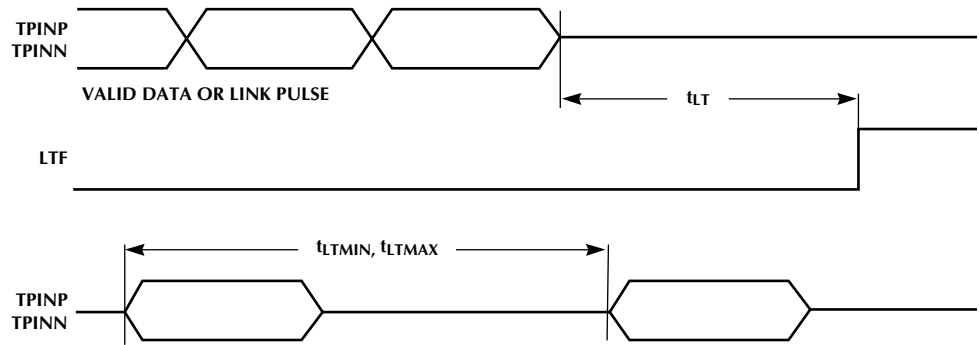 TPINP
TPINN
VALID DATA OR LINK PULSE
tLT
LTF
tLTMIN, tLTMAX
TPINP
TPINN